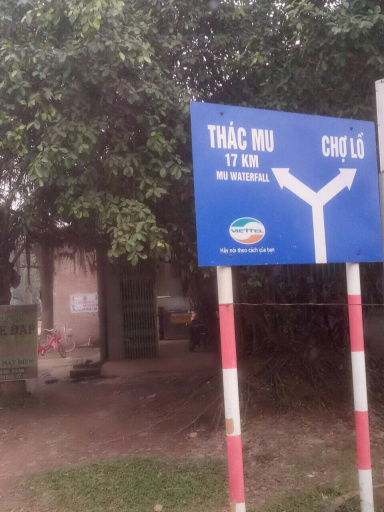 THÁC MU
17 KM
MU WATERFALL
CHỢ LỒ
VIETTEL
Hãy nói theo cách của bạn